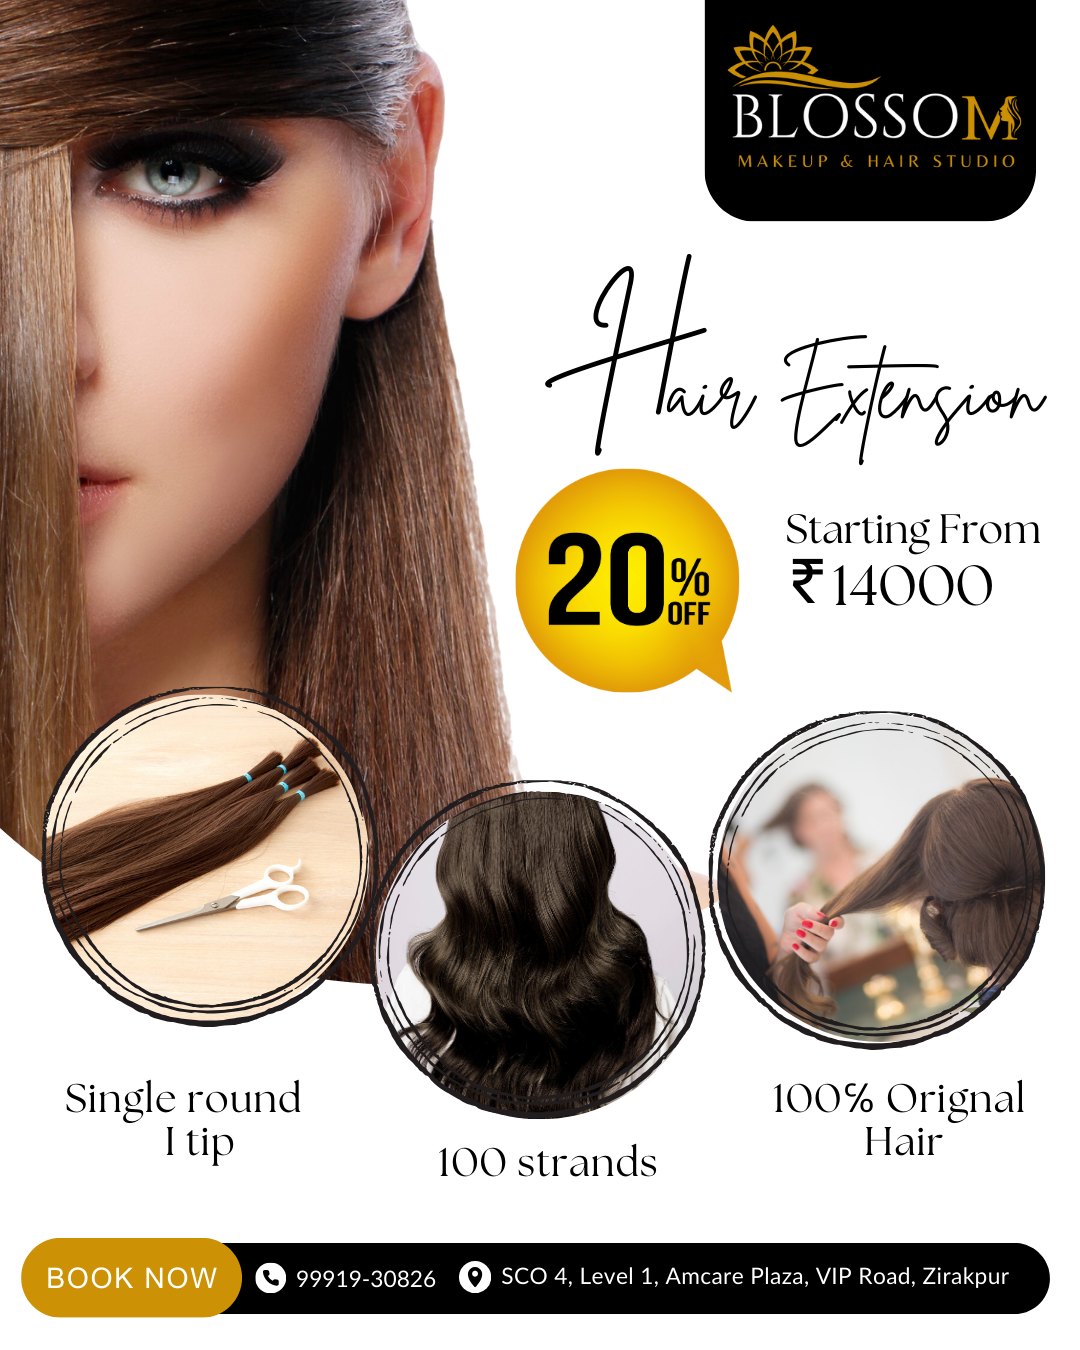 BLOSSOM
MAKEUP & HAIR STUDIO
Hair Extension
20% OFF
Starting From
₹ 14000
Single round
I tip
100 strands
100% Orignal
Hair
BOOK NOW
99919-30826
SCO 4, Level 1, Amcare Plaza, VIP Road, Zirakpur